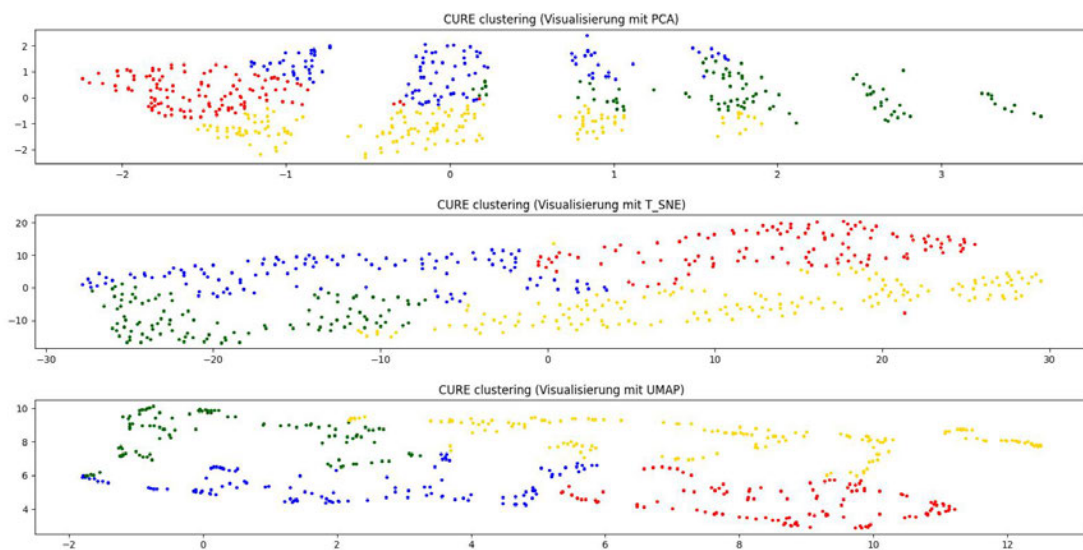 CURE clustering (Visualisierung mit PCA)
2
1
0
−1
−2
−2 −1 0 1 2 3
CURE clustering (Visualisierung mit T_SNE)
20
10
0
−10
−30 −20 −10 0 10 20 30
CURE clustering (Visualisierung mit UMAP)
10
8
6
4
−2 0 2 4 6 8 10 12